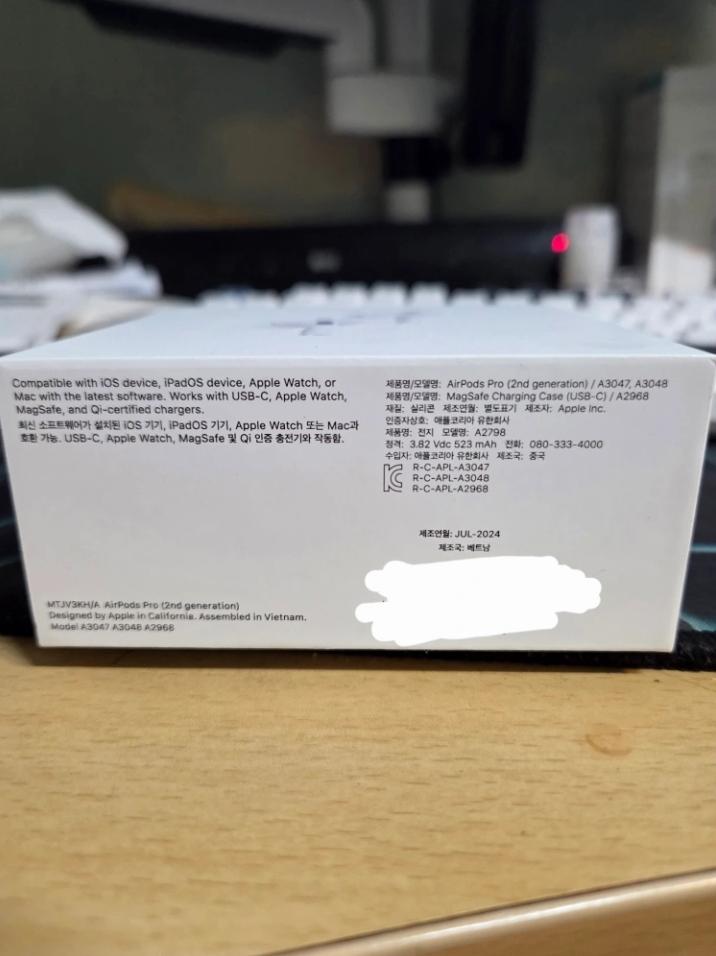 Compatible with iOS device, iPadOS device, Apple Watch, or
Mac with the latest software. Works with USB-C, Apple Watch,
MagSafe, and Qi-certified chargers.
최신 소프트웨어가 설치된 iOS 기기, iPadOS 기기, Apple Watch 또는 Mac과
호환 가능. USB-C, Apple Watch, MagSafe 및 Qi 인증 충전기와 작동함.
MTJV3KH/A AirPods Pro (2nd generation)
Designed by Apple in California. Assembled in Vietnam.
Model A3047 A3048 A2968
제품명/모델명: AirPods Pro (2nd generation) / A3047, A3048
제품명/모델명: MagSafe Charging Case (USB-C) / A2968
재질: 실리콘 제조연월: 별도표기 제조자: Apple Inc.
인증자상호: 애플코리아 유한회사
제품명: 전지 모델명: A2798
정격: 3.82 Vdc 523 mAh 전화: 080-333-4000
수입자: 애플코리아 유한회사 제조국: 중국
R-C-APL-A3047
R-C-APL-A3048
R-C-APL-A2968
제조연월: JUL-2024
제조국: 베트남